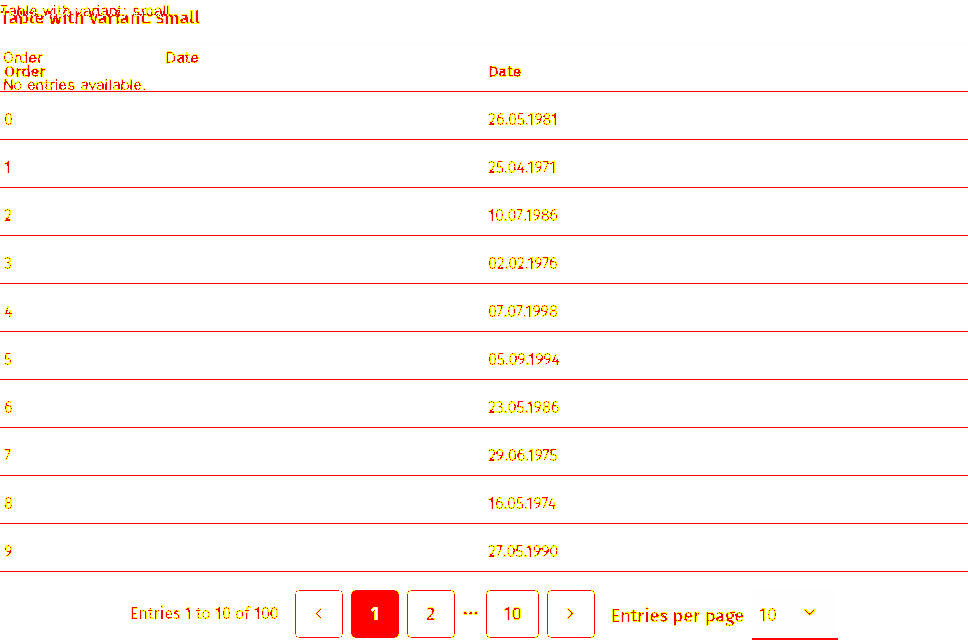 Table with variant: small
Table with variant: small
Order Date
Order Date
No entries available.
0 26.05.1981
1 25.04.1971
2 10.07.1986
3 02.02.1976
4 07.07.1998
5 05.09.1994
6 23.05.1986
7 29.06.1975
8 16.05.1974
9 27.05.1990
Entries 1 to 10 of 100 1 2 ... 10 Entries per page 10